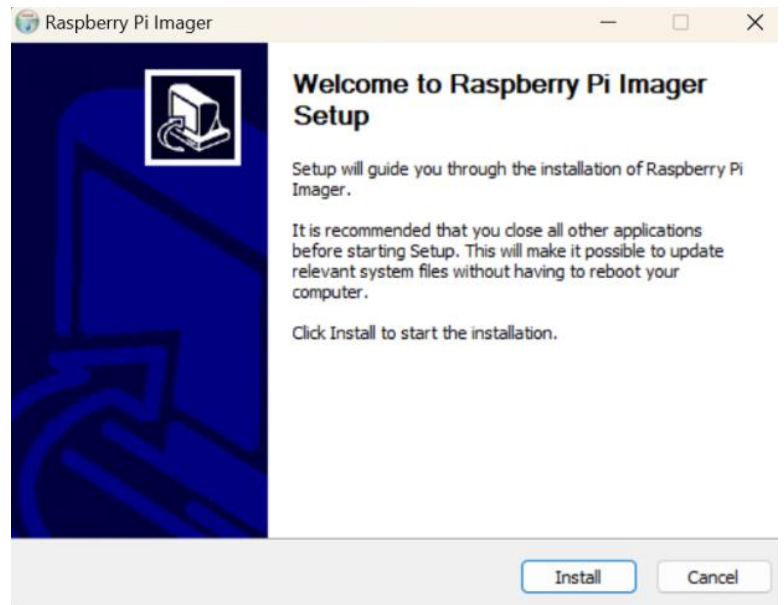 Raspberry Pi Imager
Welcome to Raspberry Pi Imager
Setup
Setup will guide you through the installation of Raspberry Pi
Imager.
It is recommended that you close all other applications
before starting Setup. This will make it possible to update
relevant system files without having to reboot your
computer.
Click Install to start the installation.
Install
Cancel